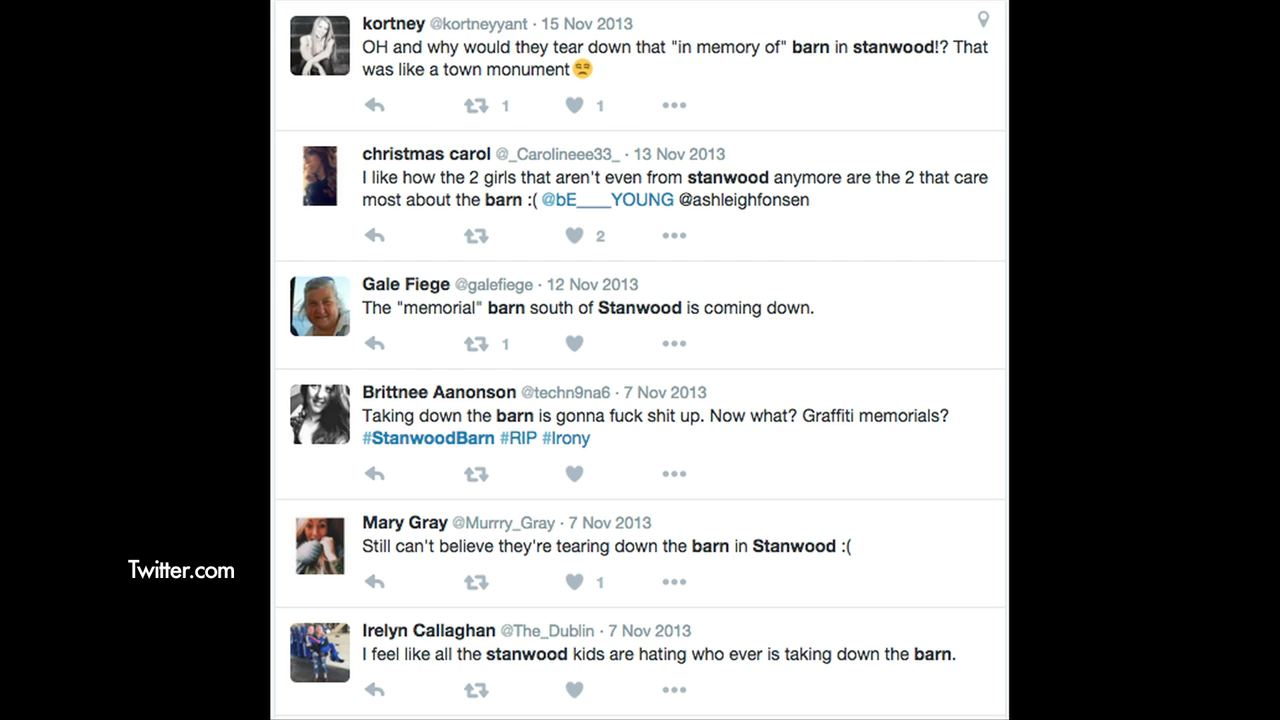 kortney @kortneyyant · 15 Nov 2013
OH and why would they tear down that "in memory of" barn in stanwood!? That
was like a town monument😒
1 1
christmas carol @_Carolineee33_ · 13 Nov 2013
I like how the 2 girls that aren't even from stanwood anymore are the 2 that care
most about the barn :( @bE____YOUNG @ashleighfonsen
2
Gale Fiege @galefiege · 12 Nov 2013
The "memorial" barn south of Stanwood is coming down.
1
Brittnee Aanonson @techn9na6 · 7 Nov 2013
Taking down the barn is gonna fuck shit up. Now what? Graffiti memorials?
#StanwoodBarn #RIP #Irony
Mary Gray @Murrry_Gray · 7 Nov 2013
Still can't believe they're tearing down the barn in Stanwood :(
Twitter.com
1
Irelyn Callaghan @The_Dublin · 7 Nov 2013
I feel like all the stanwood kids are hating who ever is taking down the barn.